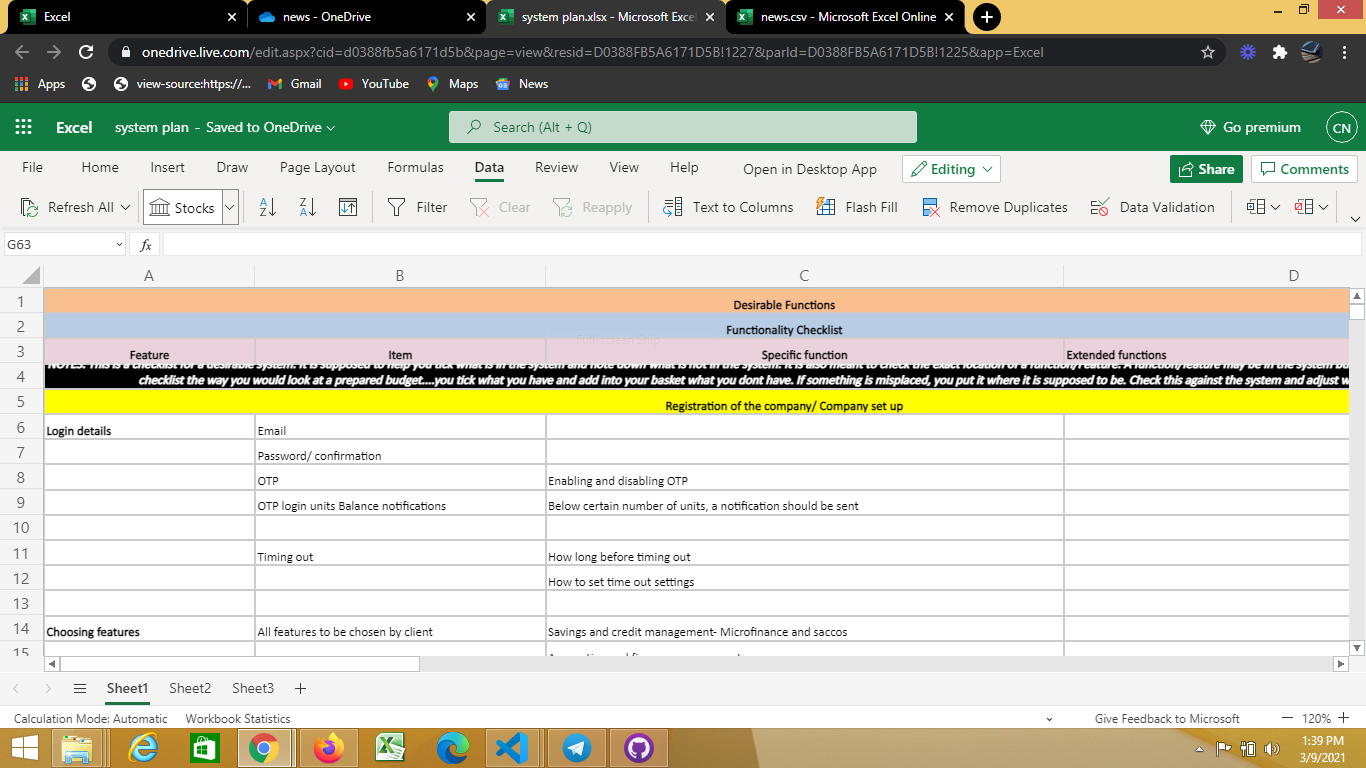 Excel
news - OneDrive
system plan.xlsx - Microsoft Exce
news.csv - Microsoft Excel Online
onedrive.live.com/edit.aspx?cid=d0388fb5a6171d5b&page=view&resid=D0388FB5A6171D5B!1227&parId=D0388FB5A6171D5B!1225&app=Excel
Apps
view-source:https://...
Gmail
YouTube
Maps
News
Excel
system plan - Saved to OneDrive
Search (Alt + Q)
Go premium
CN
File
Home
Insert
Draw
Page Layout
Formulas
Data
Review
View
Help
Open in Desktop App
Editing
Share
Comments
Refresh All
Stocks
Filter
Clear
Reapply
Text to Columns
Flash Fill
Remove Duplicates
Data Validation
G63
fx
A B C D
1 Desirable Functions
2 Functionality Checklist
3 Feature Item Specific function Extended functions
NOTES: This is a checklist for a desirable system. It is supposed to help you tick what is in the system and note down what is not in the system. It is also meant to check the exact location of a function/feature. A function/feature may be in the system bu
4 checklist the way you would look at a prepared budget....you tick what you have and add into your basket what you dont have. If something is misplaced, you put it where it is supposed to be. Check this against the system and adjust w
5 Registration of the company/ Company set up
6 Login details Email
7 Password/ confirmation
8 OTP Enabling and disabling OTP
9 OTP login units Balance notifications Below certain number of units, a notification should be sent
10
11 Timing out How long before timing out
12 How to set time out settings
13
14 Choosing features All features to be chosen by client Savings and credit management- Microfinance and saccos
15
Sheet1
Sheet2
Sheet3
Calculation Mode: Automatic
Workbook Statistics
Give Feedback to Microsoft
120%
1:39 PM
3/9/2021